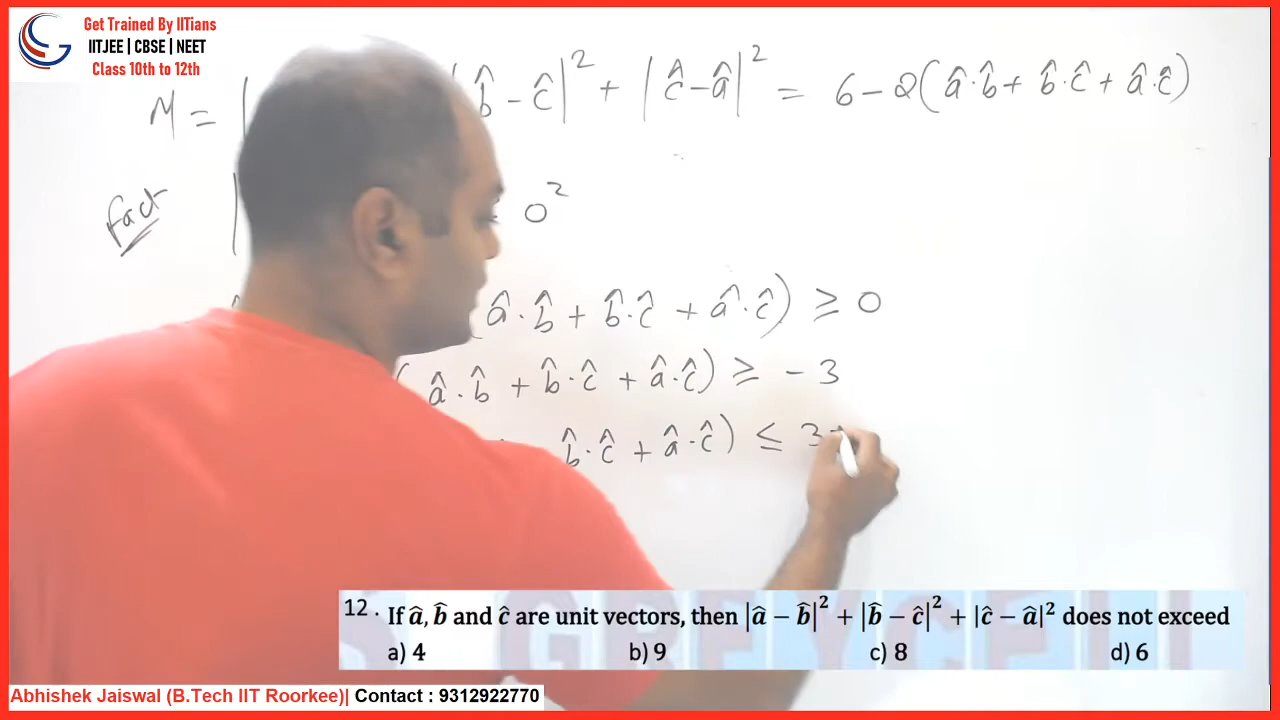 Get Trained By IITians
IITJEE | CBSE | NEET
Class 10th to 12th
M = | b̂ - ĉ|² + |ĉ - â|² = 6 - 2(â·b̂ + b̂·ĉ + â·ĉ)
Fact | 0²
(â·b̂ + b̂·ĉ + â·ĉ) ≥ 0
(â·b̂ + b̂·ĉ + â·ĉ) ≥ -3
b̂·ĉ + â·ĉ) ≤ 3
12. If â, b̂ and ĉ are unit vectors, then |â − b̂|² + |b̂ − ĉ|² + |ĉ − â|² does not exceed
a) 4 b) 9 c) 8 d) 6
Abhishek Jaiswal (B.Tech IIT Roorkee)| Contact : 9312922770